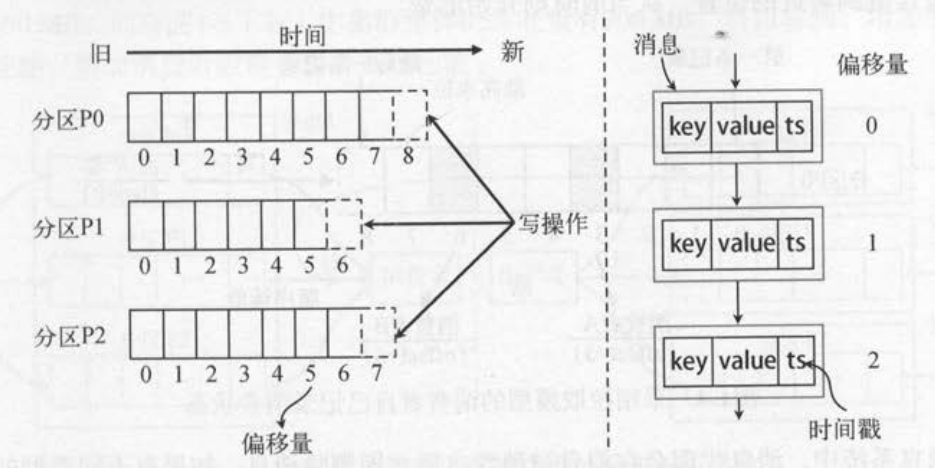 时间
旧 新
分区P0
0 1 2 3 4 5 6 7 8
分区P1
0 1 2 3 4 5 6
分区P2
0 1 2 3 4 5 6 7
写操作
偏移量
消息
偏移量
key value ts 0
key value ts 1
key value ts 2
时间戳